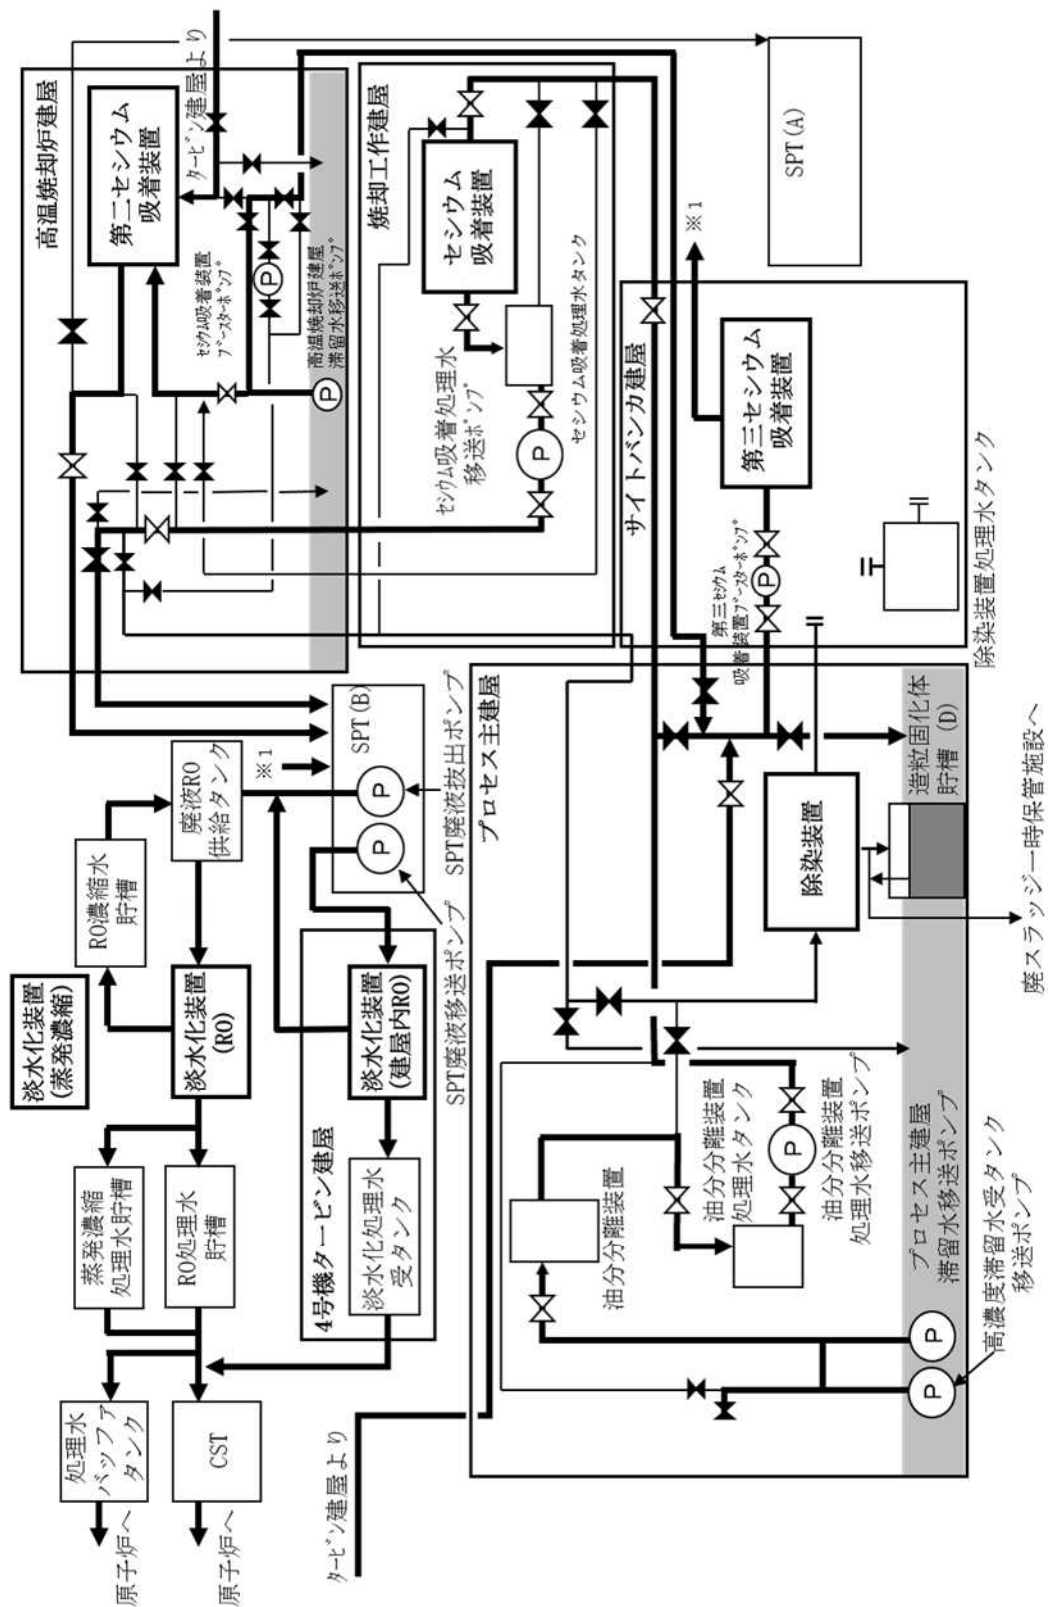 処理水
バッファ
タンク
原子炉へ
CST
原子炉へ
蒸発濃縮
処理水貯槽
RO処理水
貯槽
淡水化装置
(蒸発濃縮)
淡水化装置
(RO)
RO濃縮水
貯槽
廃液RO
供給タンク
※1
4号機タービン建屋
淡水化処理水
受タンク
淡水化装置
(建屋内RO)
SPT(B)
P
P
SPT廃液移送ポンプ
SPT廃液抜出ポンプ
高温焼却炉建屋
第二セシウム
吸着装置
タービン建屋より
セシウム吸着装置
ブースターポンプ
P
高温焼却炉建屋
滞留水移送ポンプ
P
焼却工作建屋
セシウム
吸着装置
セシウム吸着処理水
移送ポンプ
P
セシウム吸着処理水タンク
SPT(A)
サイトバンカ建屋
※1
第三セシウム
吸着装置
第三セシウム
吸着装置ブースターポンプ
P
除染装置処理水タンク
タービン建屋より
プロセス主建屋
油分分離装置
油分分離装置
処理水タンク
P
油分分離装置
処理水移送ポンプ
除染装置
造粒固化体
貯槽(D)
廃スラッジ一時保管施設へ
プロセス主建屋
滞留水移送ポンプ
P
P
高濃度滞留水受タンク
移送ポンプ